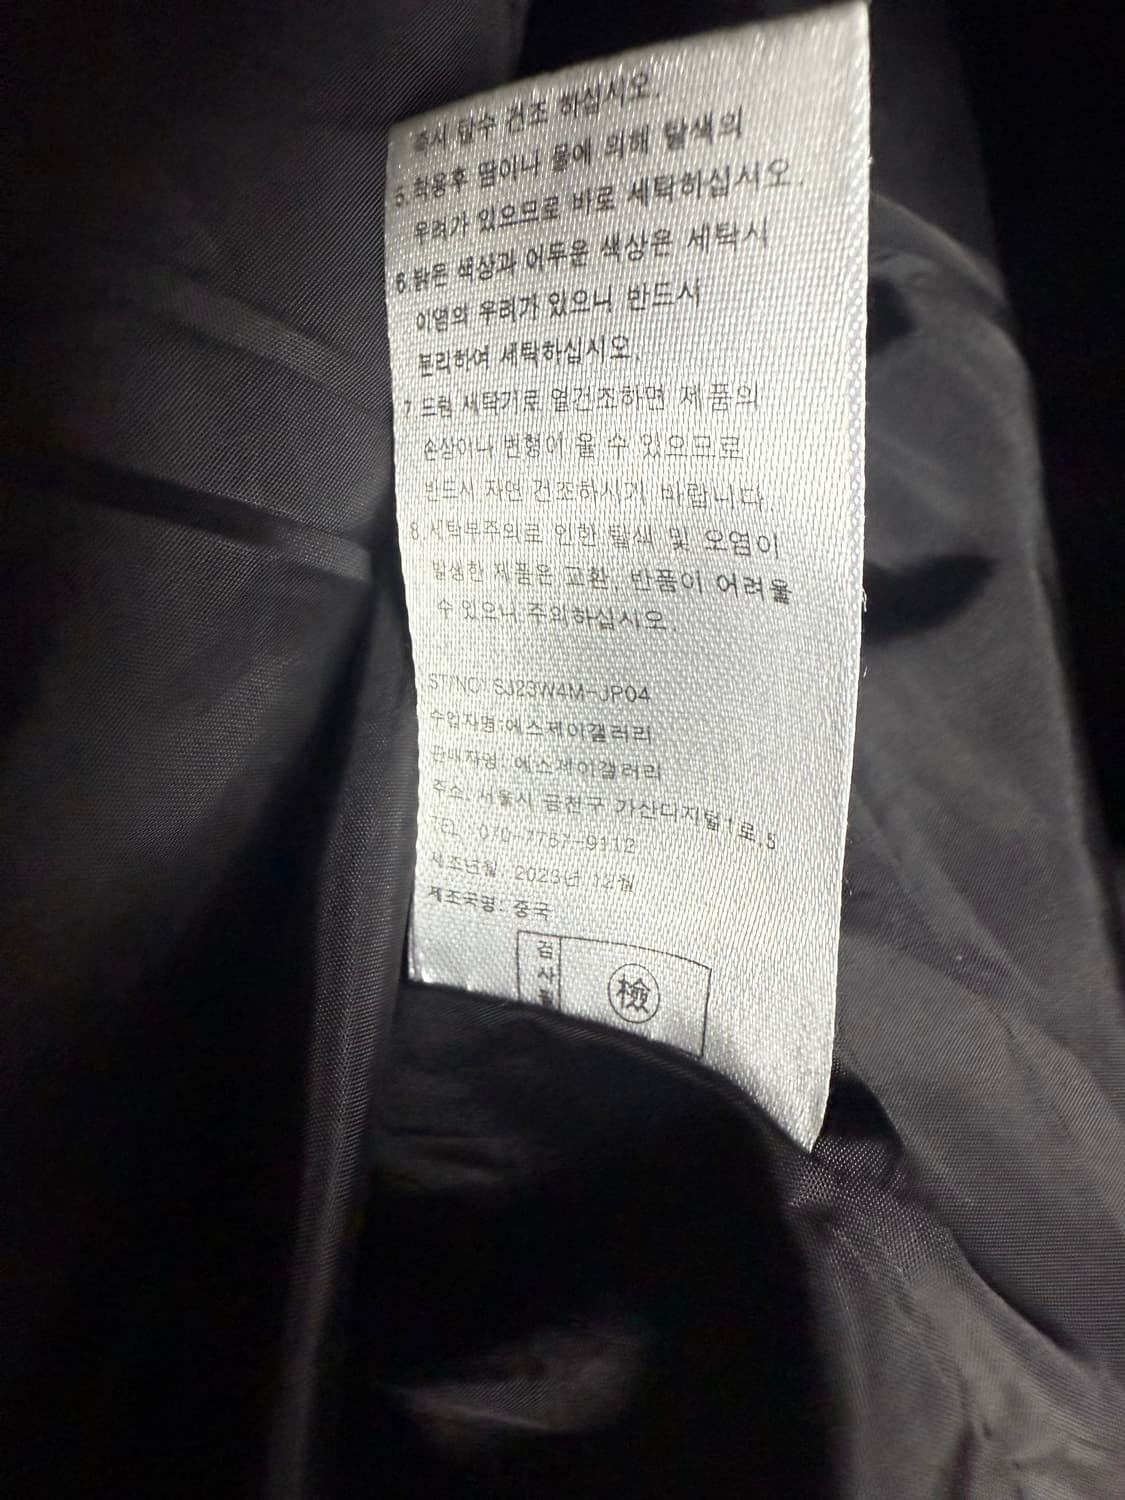 즉시 탈수 건조 하십시오.
5.착용후 땀이나 물에 의해 탈색의
우려가 있으므로 바로 세탁하십시오.
6.밝은 색상과 어두운 색상은 세탁시
이염의 우려가 있으니 반드시
분리하여 세탁하십시오.
7.드럼 세탁기로 열건조하면 제품의
손상이나 변형이 올 수 있으므로
반드시 자연 건조하시기 바랍니다.
8.세탁부주의로 인한 탈색 및 오염이
발생한 제품은 교환, 반품이 어려울
수 있으니 주의하십시오.
ST'NO: SJ23W4M-JP04
수입자명:에스제이갤러리
판매자명: 에스제이갤러리
주소: 서울시 금천구 가산디지털1로,5
TEL : 070-7767-9112
제조년월: 2023년 12월
제조국명: 중국
검사필
檢